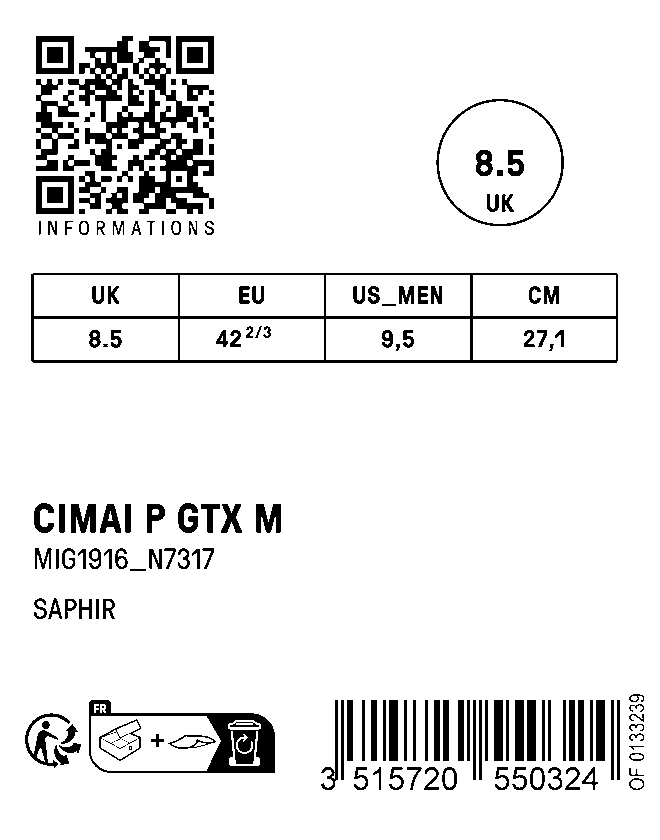 INFORMATIONS
8.5
UK
UK EU US_MEN CM
8.5 42 2/3 9,5 27,1
CIMAI P GTX M
MIG1916_N7317
SAPHIR
FR
3 515720 550324
OF 0133239